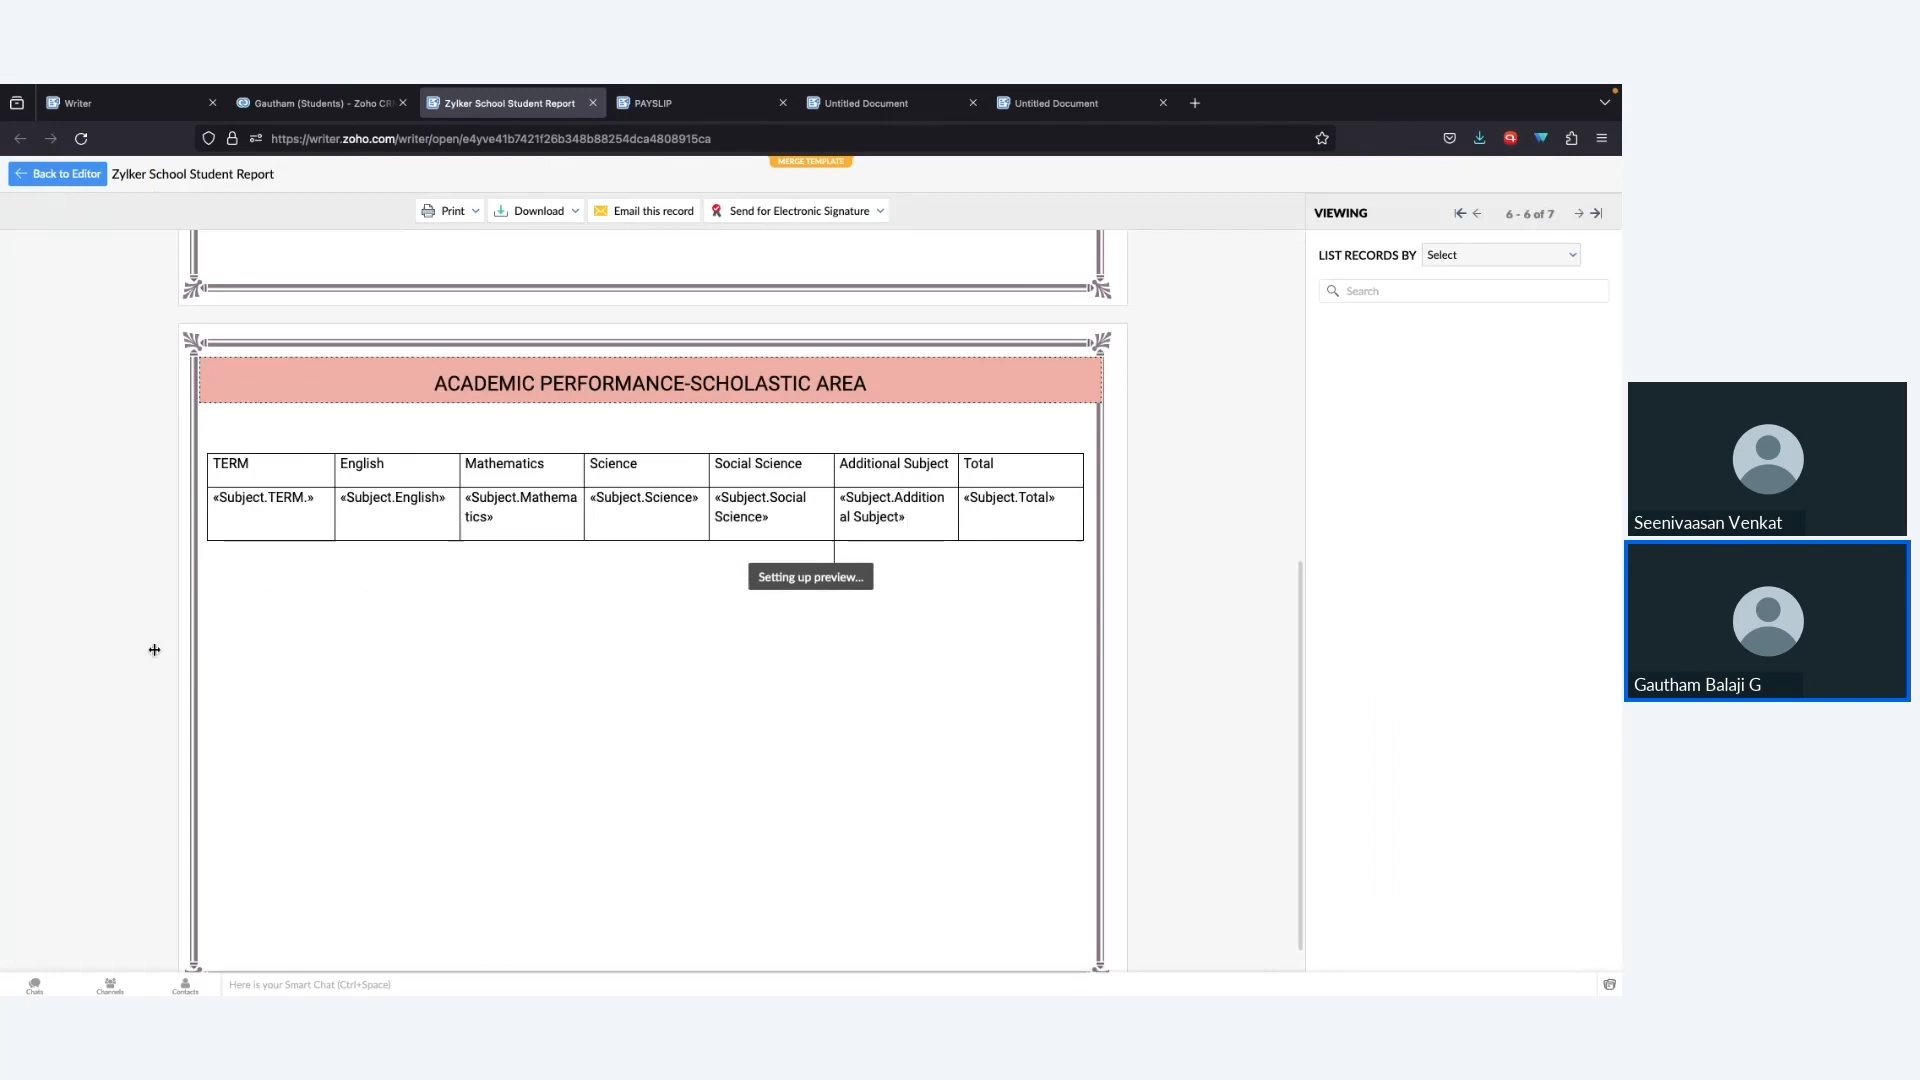 Writer
Gautham (Students) - Zoho CR
Zylker School Student Report
PAYSLIP
Untitled Document
Untitled Document
https://writer.zoho.com/writer/open/e4yve41b7421f26b348b88254dca4808915ca
Back to Editor
Zylker School Student Report
MERGE TEMPLATE
Print
Download
Email this record
Send for Electronic Signature
VIEWING
6 - 6 of 7
LIST RECORDS BY
Select
Search
ACADEMIC PERFORMANCE-SCHOLASTIC AREA
TERM English Mathematics Science Social Science Additional Subject Total
«Subject.TERM.» «Subject.English» «Subject.Mathema «Subject.Science» «Subject.Social «Subject.Addition «Subject.Total»
tics» Science» al Subject»
Setting up preview...
Seenivaasan Venkat
Gautham Balaji G
Chats
Channels
Contacts
Here is your Smart Chat (Ctrl+Space)